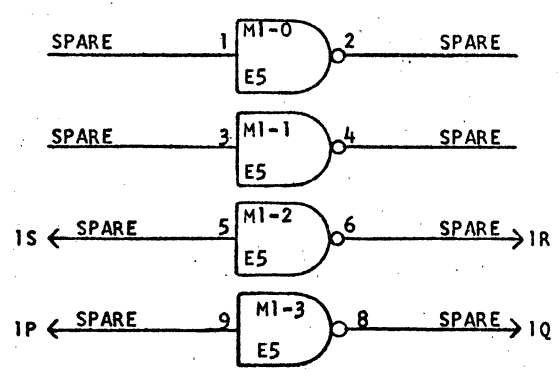 SPARE 1 M1-0 2 SPARE
E5
SPARE 3 M1-1 4 SPARE
E5
1S SPARE 5 M1-2 6 SPARE 1R
E5
1P SPARE 9 M1-3 8 SPARE 1Q
E5